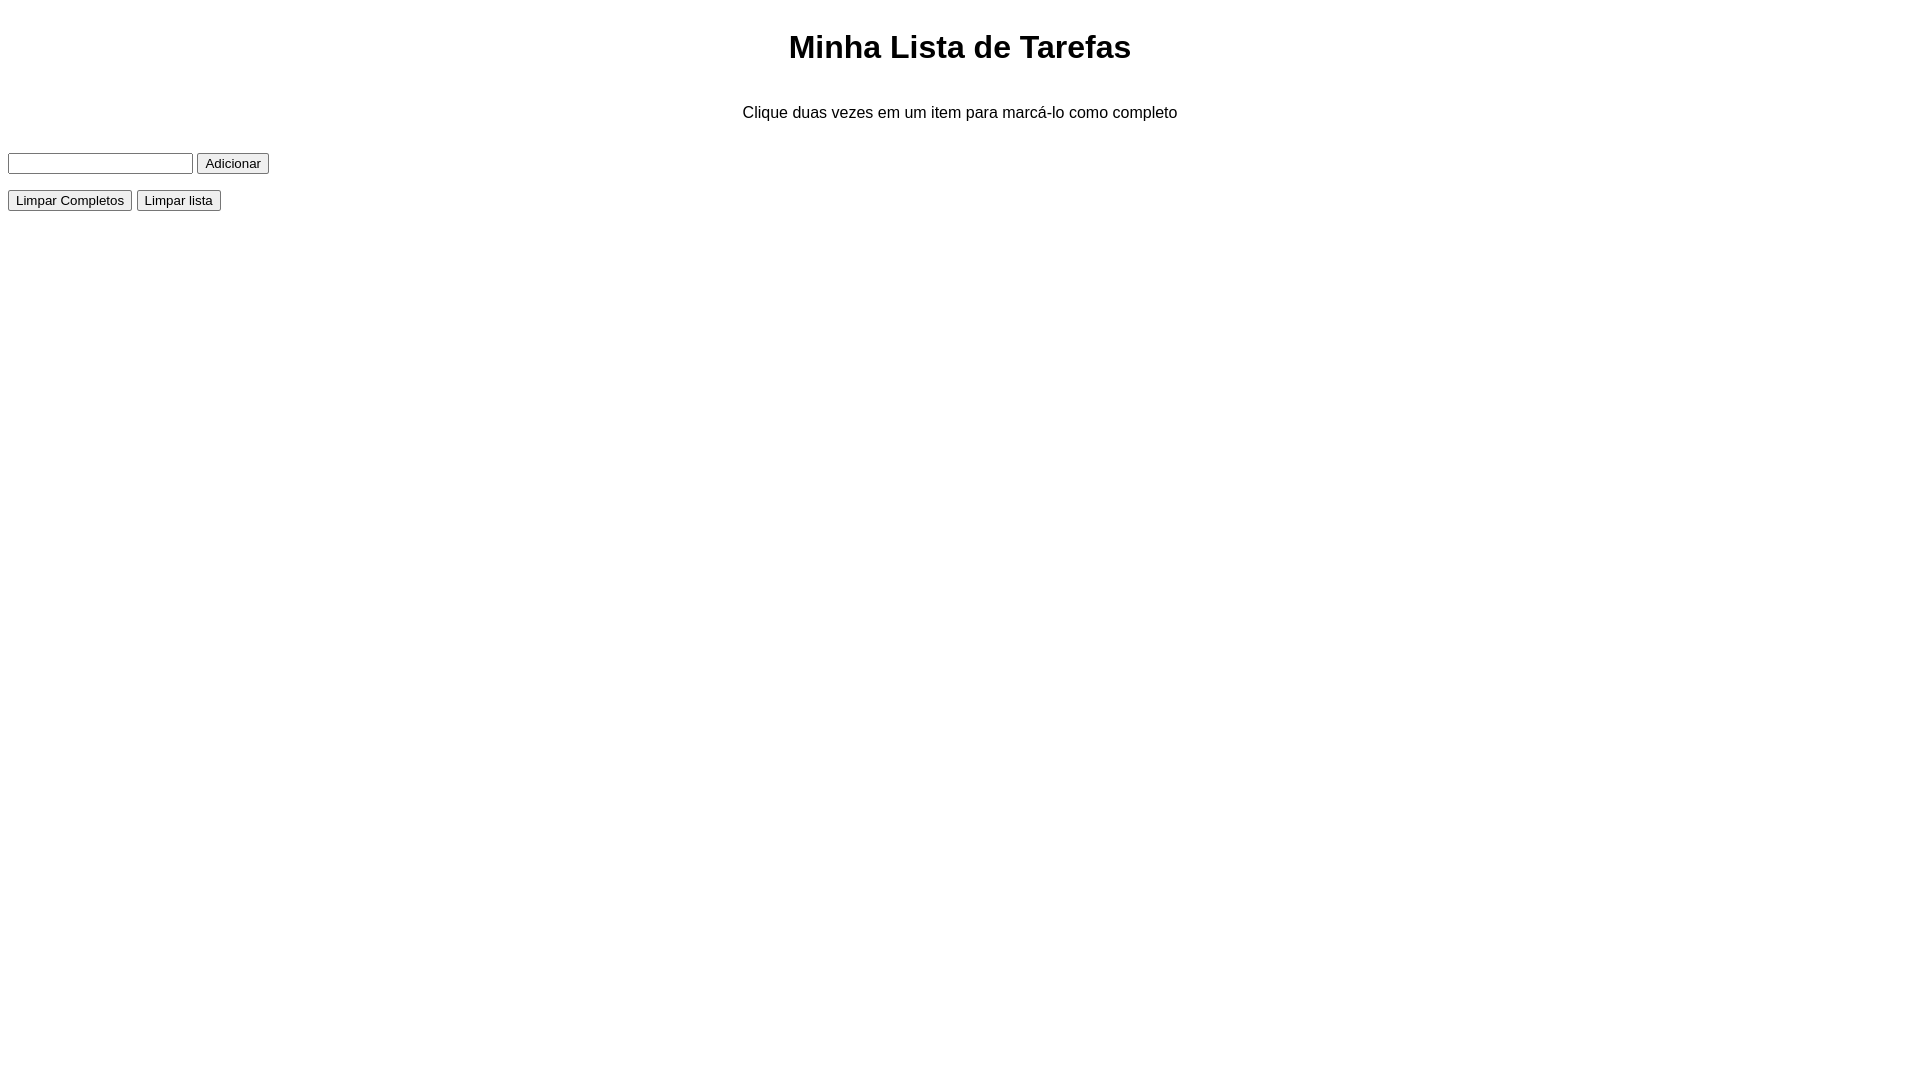 Minha Lista de Tarefas
Clique duas vezes em um item para marcá-lo como completo
Adicionar
Limpar Completos Limpar lista